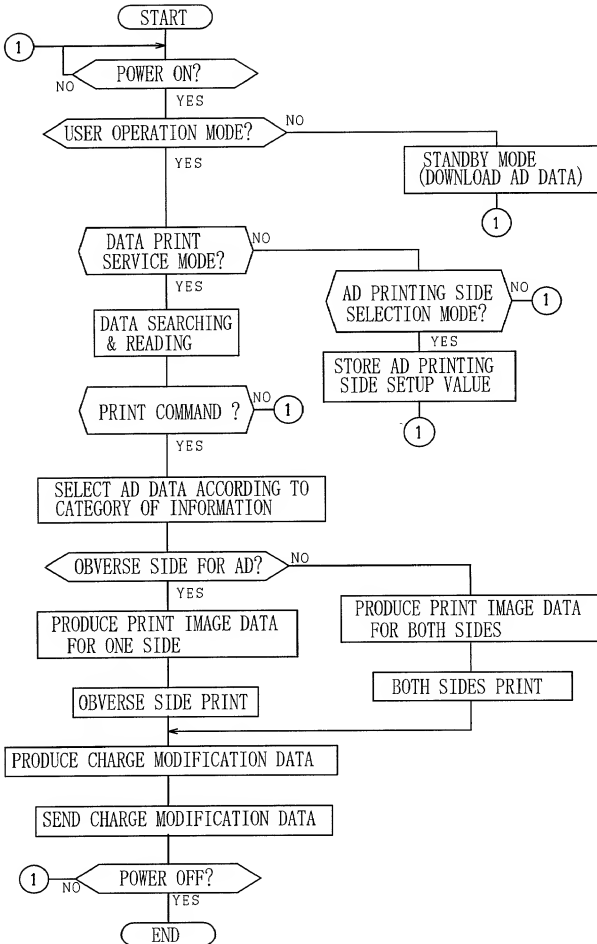 START
1
POWER ON?
NO
YES
USER OPERATION MODE?
NO
YES
STANDBY MODE
(DOWNLOAD AD DATA)
1
DATA PRINT
SERVICE MODE?
NO
YES
AD PRINTING SIDE
SELECTION MODE?
NO
1
YES
DATA SEARCHING
& READING
STORE AD PRINTING
SIDE SETUP VALUE
1
PRINT COMMAND ?
NO
1
YES
SELECT AD DATA ACCORDING TO
CATEGORY OF INFORMATION
OBVERSE SIDE FOR AD?
NO
YES
PRODUCE PRINT IMAGE DATA
FOR ONE SIDE
PRODUCE PRINT IMAGE DATA
FOR BOTH SIDES
OBVERSE SIDE PRINT
BOTH SIDES PRINT
PRODUCE CHARGE MODIFICATION DATA
SEND CHARGE MODIFICATION DATA
POWER OFF?
1
NO
YES
END